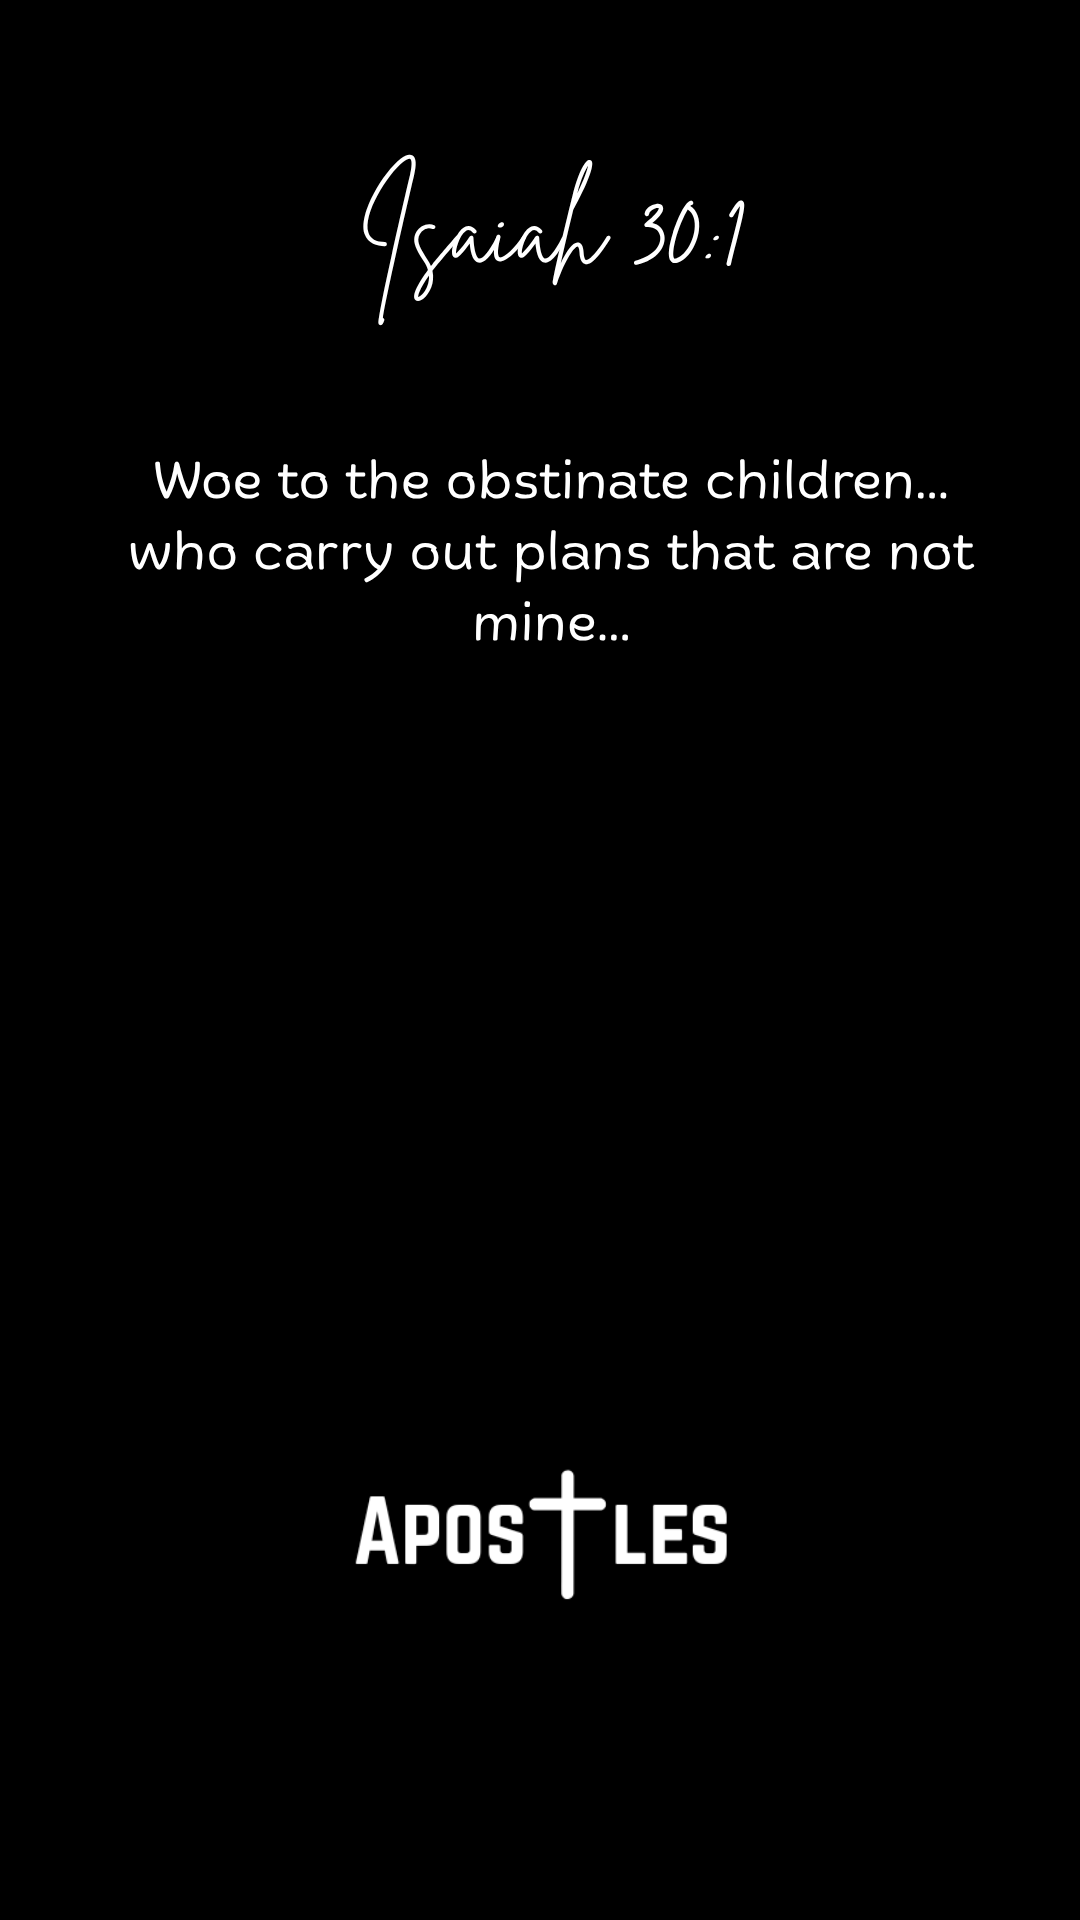 Isaiah 30:1
Woe to the obstinate children...
who carry out plans that are not
mine...
APOSTLES